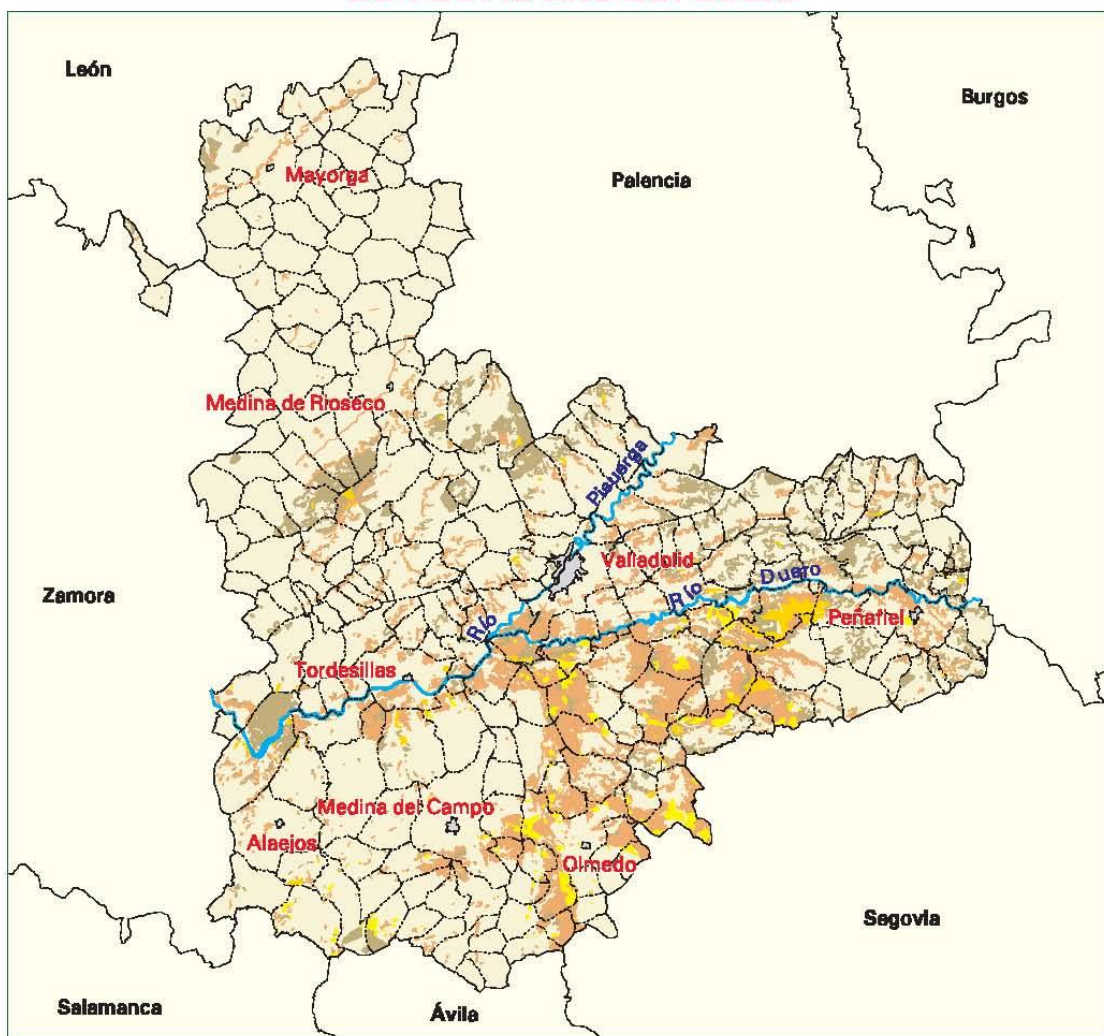 León
Burgos
Mayorga
Palencia
Medina de Rioseco
Pisuerga
Valladolid
Duero
Río
Zamora
Peñafiel
Río
Tordesillas
Medina del Campo
Alaejos
Olmedo
Segovia
Salamanca
Ávila